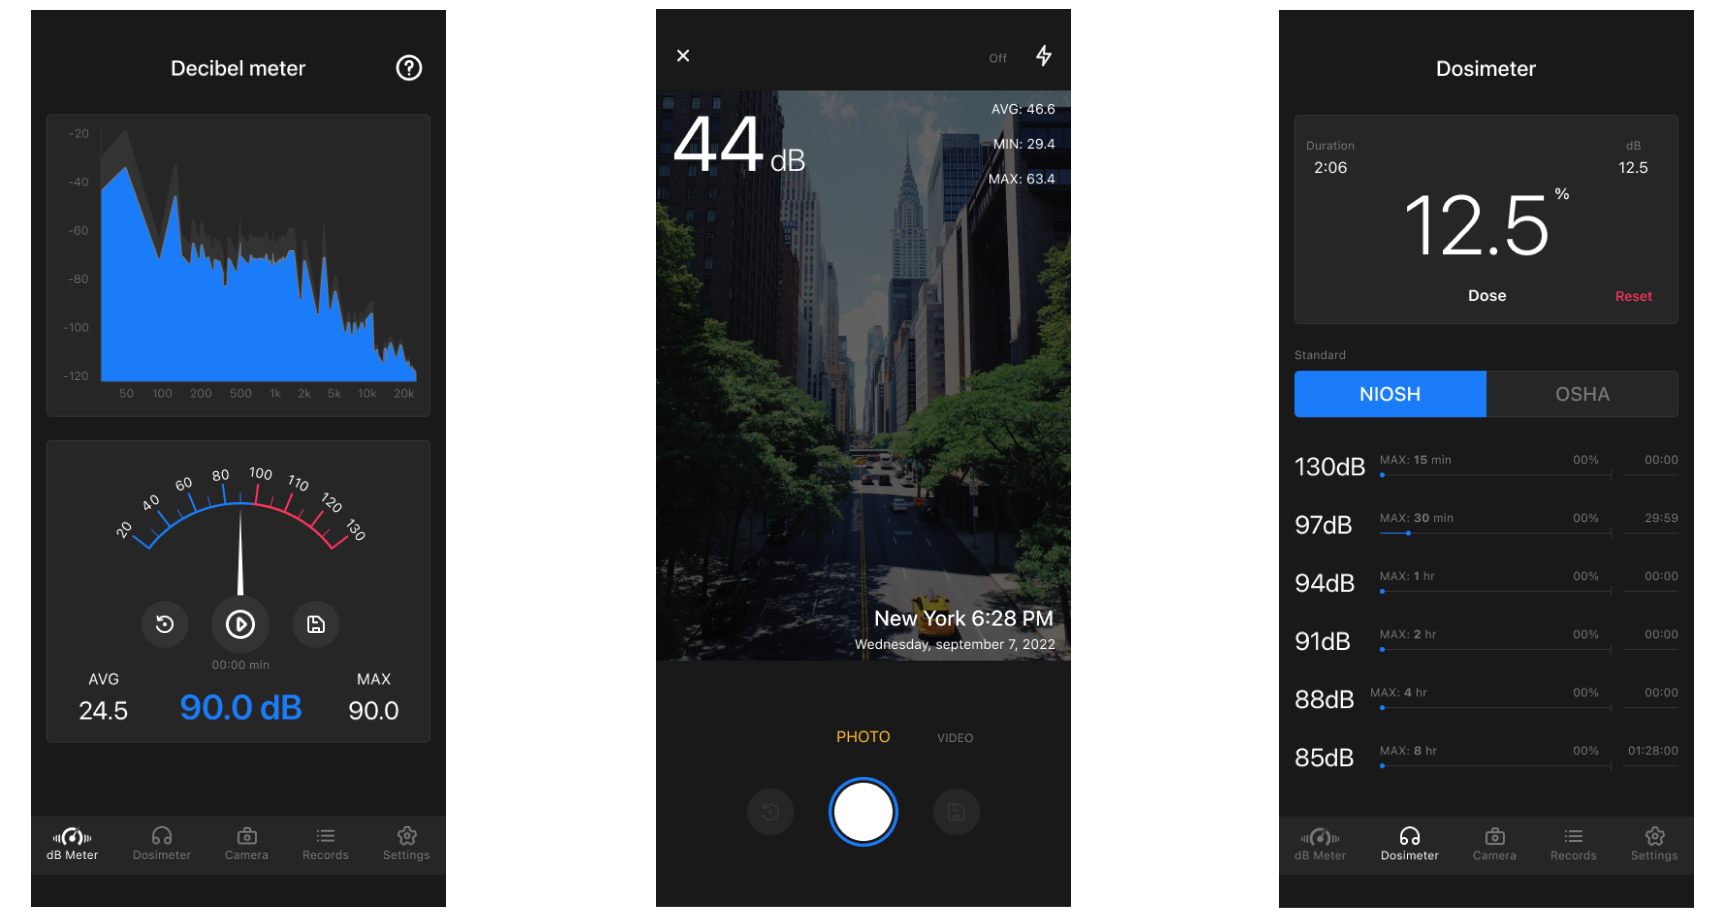 Decibel meter
-20
-40
-60
-80
-100
-120
50 100 200 500 1k 2k 5k 10k 20k
20 40 60 80 100 110 120 130
00:00 min
AVG
24.5
90.0 dB
MAX
90.0
dB Meter Dosimeter Camera Records Settings
Off
44 dB
AVG: 46.6
MIN: 29.4
MAX: 63.4
New York 6:28 PM
Wednesday, september 7, 2022
PHOTO VIDEO
Dosimeter
Duration
2:06
dB
12.5
12.5 %
Dose
Reset
Standard
NIOSH OSHA
130dB MAX: 15 min 00% 00:00
97dB MAX: 30 min 00% 29:59
94dB MAX: 1 hr 00% 00:00
91dB MAX: 2 hr 00% 00:00
88dB MAX: 4 hr 00% 00:00
85dB MAX: 8 hr 00% 01:28:00
dB Meter Dosimeter Camera Records Settings